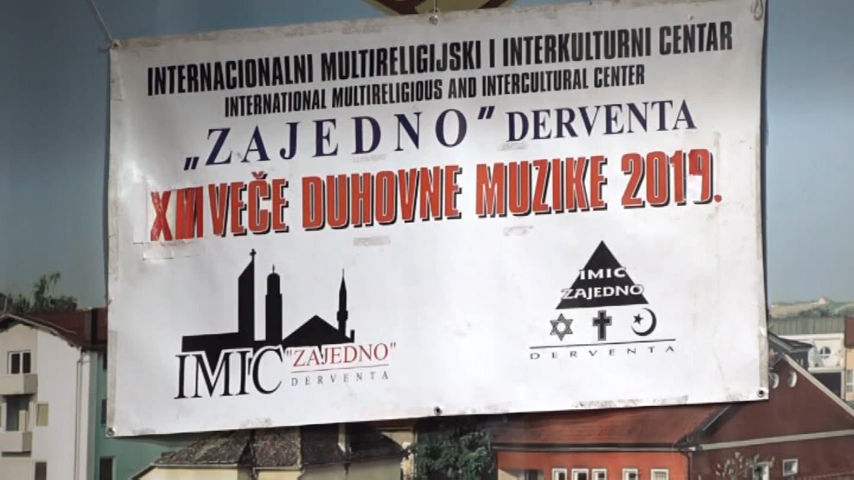 INTERNACIONALNI MULTIRELIGIJSKI I INTERKULTURNI CENTAR
INTERNATIONAL MULTIRELIGIOUS AND INTERCULTURAL CENTER
„ZAJEDNO" DERVENTA
VEČE DUHOVNE MUZIKE 2019.
IMIC "ZAJEDNO"
DERVENTA
IMIC
ZAJEDNO
DERVENTA